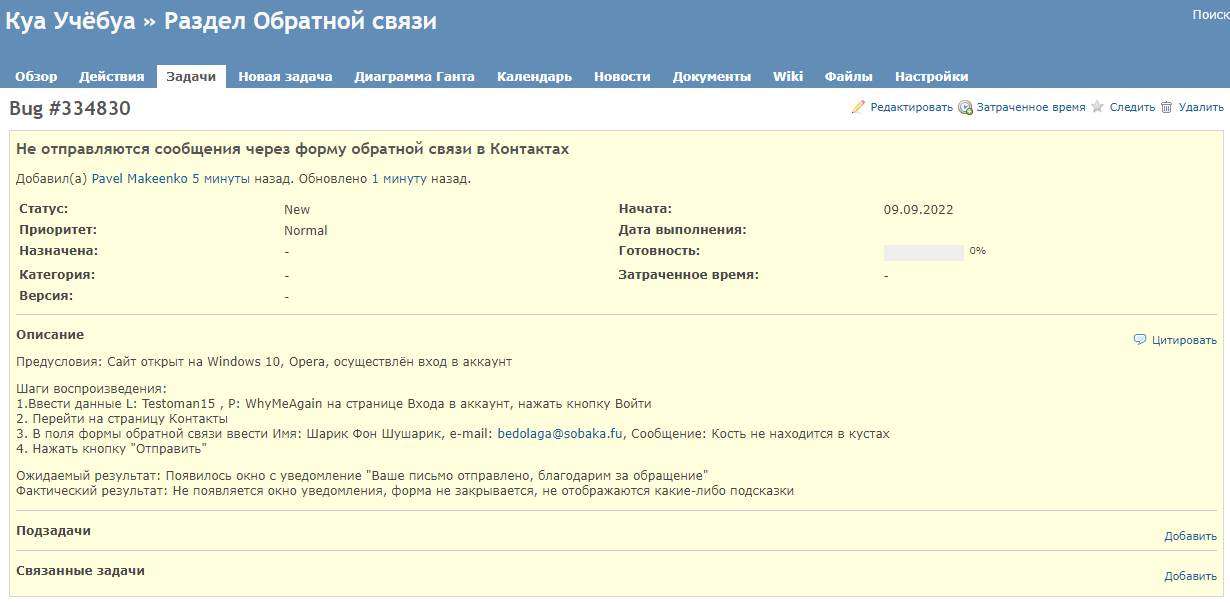 Поиск
Куа Учёбуа » Раздел Обратной связи
Обзор Действия Задачи Новая задача Диаграмма Ганта Календарь Новости Документы Wiki Файлы Настройки
Bug #334830 Редактировать Затраченное время Следить Удалить
Не отправляются сообщения через форму обратной связи в Контактах
Добавил(а) Pavel Makeenko 5 минуты назад. Обновлено 1 минуту назад.
Статус: New Начата: 09.09.2022
Приоритет: Normal Дата выполнения:
Назначена: - Готовность: 0%
Категория: - Затраченное время: -
Версия: -
Описание
Цитировать
Предусловия: Сайт открыт на Windows 10, Opera, осуществлён вход в аккаунт
Шаги воспроизведения:
1.Ввести данные L: Testoman15 , P: WhyMeAgain на странице Входа в аккаунт, нажать кнопку Войти
2. Перейти на страницу Контакты
3. В поля формы обратной связи ввести Имя: Шарик Фон Шушарик, e-mail: bedolaga@sobaka.fu, Сообщение: Кость не находится в кустах
4. Нажать кнопку "Отправить"
Ожидаемый результат: Появилось окно с уведомление "Ваше письмо отправлено, благодарим за обращение"
Фактический результат: Не появляется окно уведомления, форма не закрывается, не отображаются какие-либо подсказки
Подзадачи
Добавить
Связанные задачи
Добавить